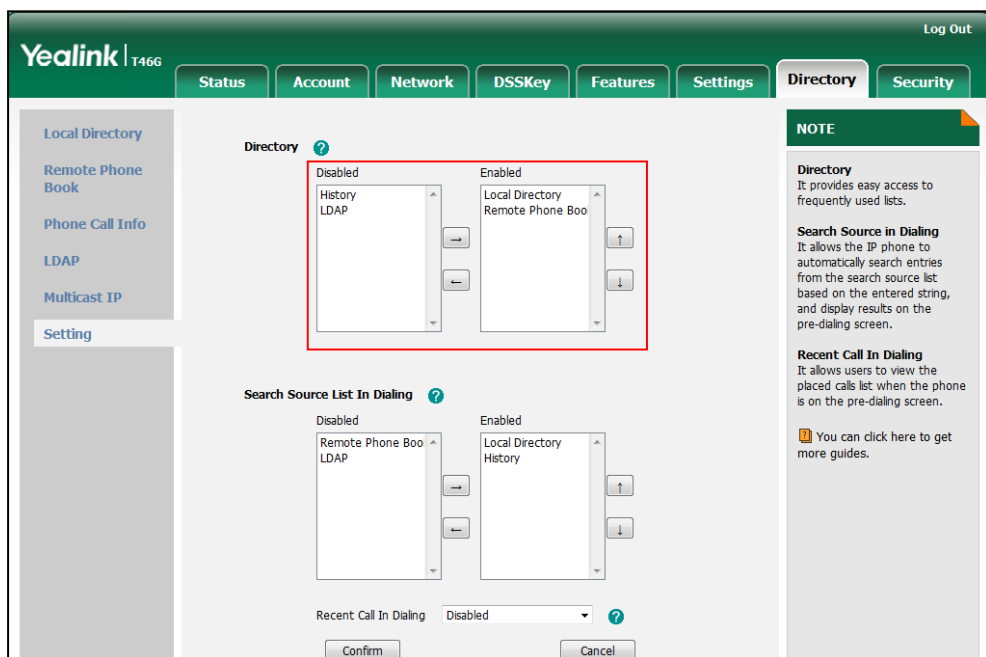 Log Out
Yealink T46G
Status Account Network DSSKey Features Settings Directory Security
Local Directory
Remote Phone
Book
Phone Call Info
LDAP
Multicast IP
Setting
Directory ?
Disabled Enabled
History
LDAP
Local Directory
Remote Phone Boo
→
←
↑
↓
Search Source List In Dialing ?
Disabled Enabled
Remote Phone Boo
LDAP
Local Directory
History
→
←
↑
↓
Recent Call In Dialing Disabled ?
Confirm Cancel
NOTE
Directory
It provides easy access to
frequently used lists.
Search Source in Dialing
It allows the IP phone to
automatically search entries
from the search source list
based on the entered string,
and display results on the
pre-dialing screen.
Recent Call In Dialing
It allows users to view the
placed calls list when the phone
is on the pre-dialing screen.
? You can click here to get
more guides.